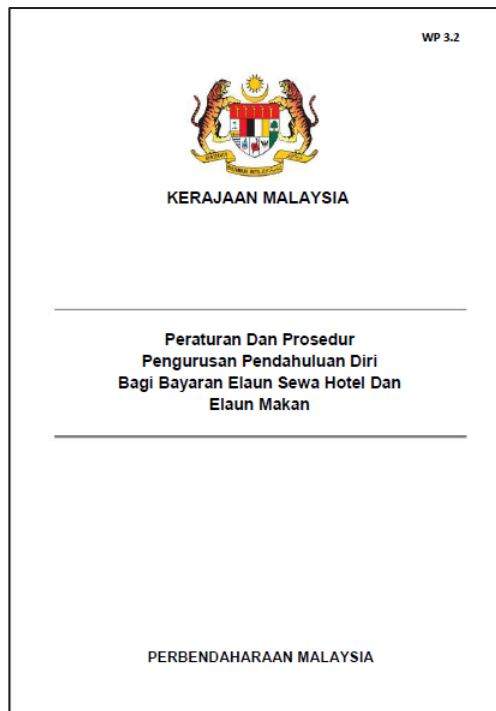 WP 3.2
KERAJAAN MALAYSIA
Peraturan Dan Prosedur
Pengurusan Pendahuluan Diri
Bagi Bayaran Elaun Sewa Hotel Dan
Elaun Makan
PERBENDAHARAAN MALAYSIA